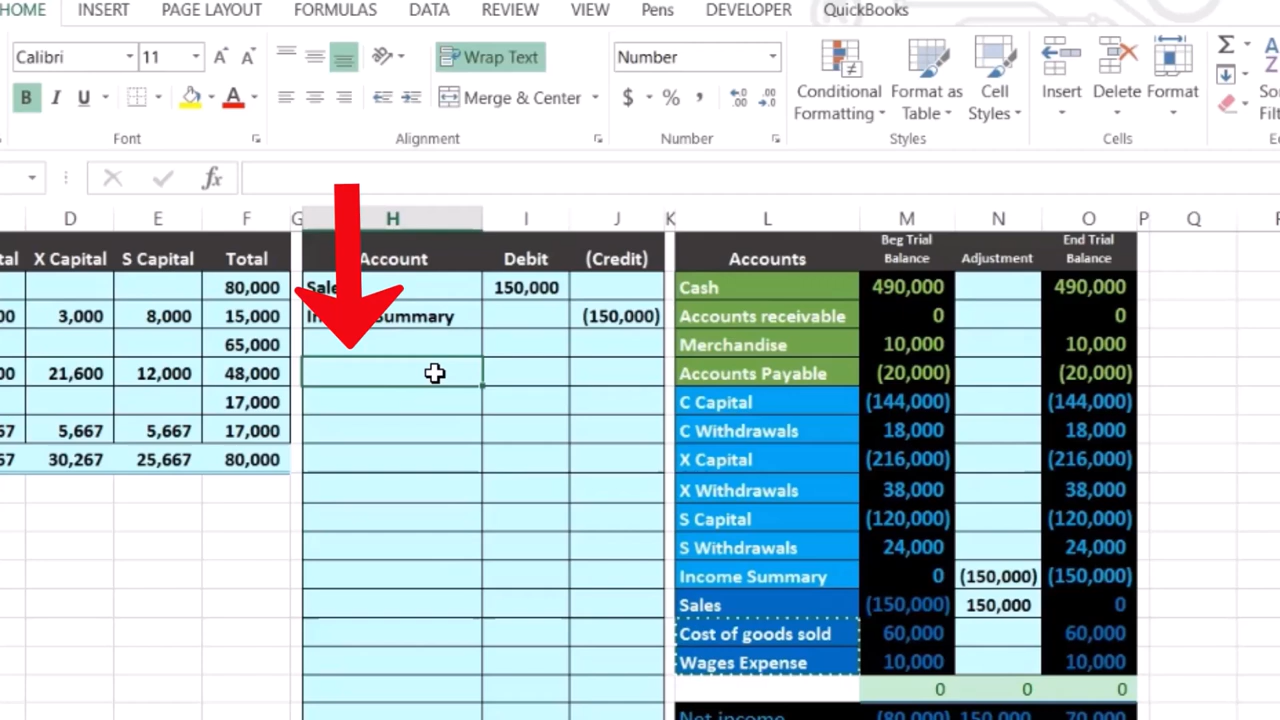 HOME INSERT PAGE LAYOUT FORMULAS DATA REVIEW VIEW Pens DEVELOPER QuickBooks
Calibri 11 A A Wrap Text Number
B I U A Merge & Center $ % , Conditional Formatting Format as Table Cell Styles Insert Delete Format
Font Alignment Number Styles Cells
fx
D E F G H I J K L M N O P Q
X Capital S Capital Total Account Debit (Credit) Accounts Beg Trial Balance Adjustment End Trial Balance
80,000 150,000 Cash 490,000 490,000
3,000 8,000 15,000 Summary (150,000) Accounts receivable 0 0
65,000 Merchandise 10,000 10,000
21,600 12,000 48,000 Accounts Payable (20,000) (20,000)
17,000 C Capital (144,000) (144,000)
5,667 5,667 17,000 C Withdrawals 18,000 18,000
30,267 25,667 80,000 X Capital (216,000) (216,000)
X Withdrawals 38,000 38,000
S Capital (120,000) (120,000)
S Withdrawals 24,000 24,000
Income Summary 0 (150,000) (150,000)
Sales (150,000) 150,000 0
Cost of goods sold 60,000 60,000
Wages Expense 10,000 10,000
0 0 0
Net income (80,000) 150,000 70,000